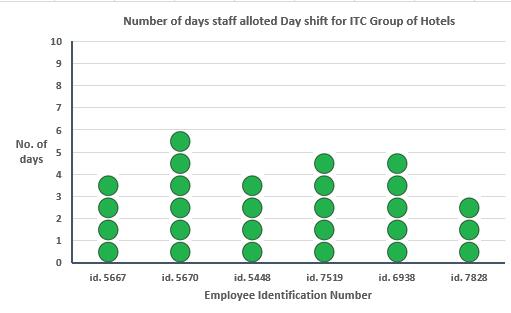 Number of days staff alloted Day shift for ITC Group of Hotels
10
9
8
7
6
5
4
3
2
1
0
No. of
days
id. 5667 id. 5670 id. 5448 id. 7519 id. 6938 id. 7828
Employee Identification Number